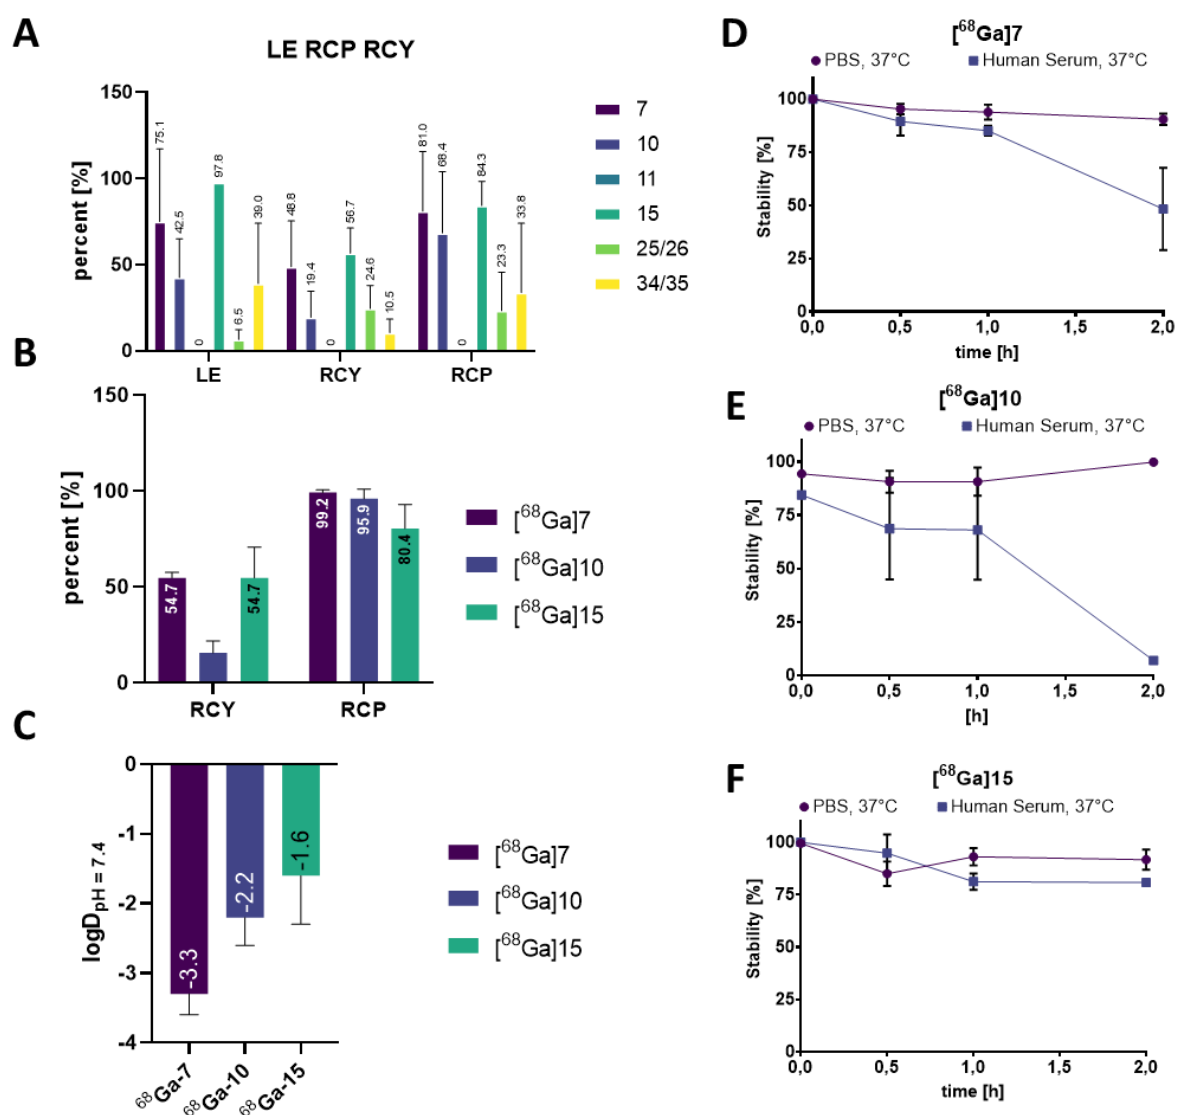 A
LE RCP RCY
percent [%]
150
100
50
0
75.1
42.5
0
97.8
6.5
39.0
48.8
19.4
0
56.7
24.6
10.5
81.0
68.4
0
84.3
23.3
33.8
LE
RCY
RCP
7
10
11
15
25/26
34/35
B
percent [%]
150
100
50
0
54.7
54.7
99.2
95.9
80.4
RCY
RCP
[⁶⁸Ga]7
[⁶⁸Ga]10
[⁶⁸Ga]15
C
logD pH = 7.4
0
-1
-2
-3
-4
-3.3
-2.2
-1.6
⁶⁸Ga-7
⁶⁸Ga-10
⁶⁸Ga-15
[⁶⁸Ga]7
[⁶⁸Ga]10
[⁶⁸Ga]15
D
[⁶⁸Ga]7
PBS, 37°C
Human Serum, 37°C
Stability [%]
100
75
50
25
0
0,0
0,5
1,0
1,5
2,0
time [h]
E
[⁶⁸Ga]10
PBS, 37°C
Human Serum, 37°C
Stability [%]
100
75
50
25
0
0,0
0,5
1,0
1,5
2,0
[h]
F
[⁶⁸Ga]15
PBS, 37°C
Human Serum, 37°C
Stability [%]
100
75
50
25
0
0,0
0,5
1,0
1,0
2,0
time [h]